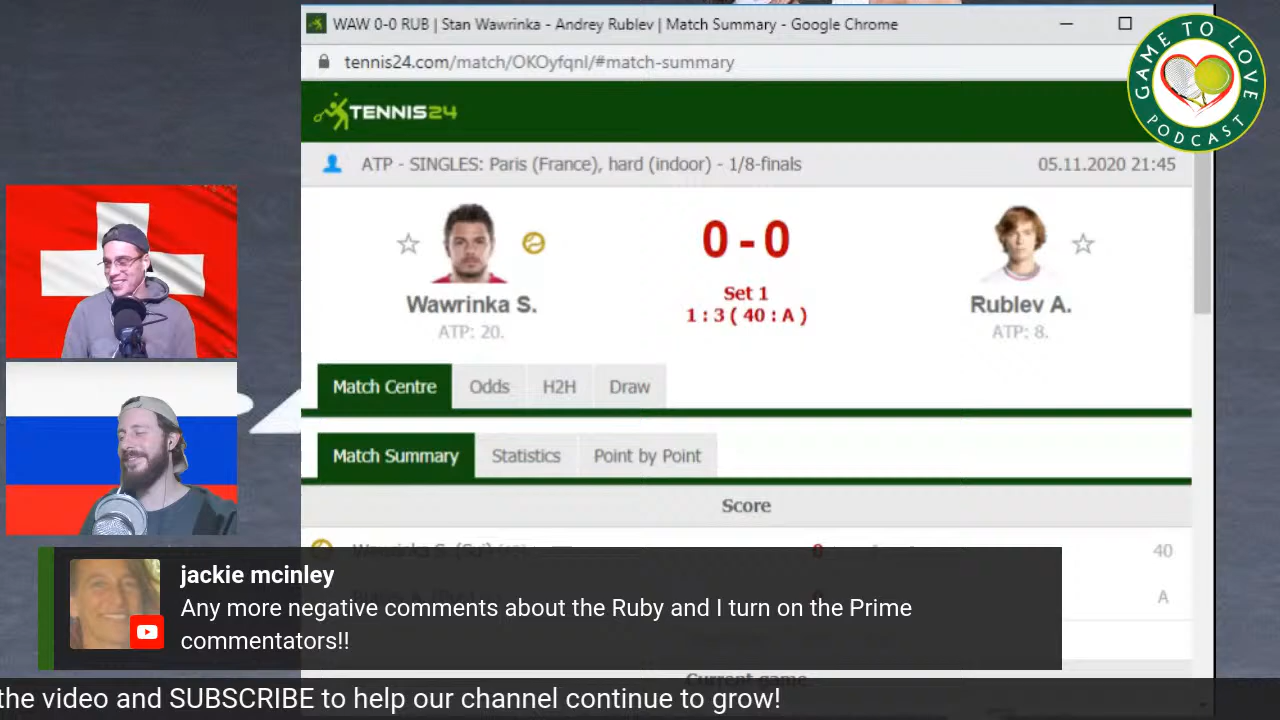 WAW 0-0 RUB | Stan Wawrinka - Andrey Rublev | Match Summary - Google Chrome
tennis24.com/match/OKOyfqnI/#match-summary
GAME TO LOVE
PODCAST
TENNIS24
ATP - SINGLES: Paris (France), hard (indoor) - 1/8-finals
05.11.2020 21:45
0 - 0
Wawrinka S.
Set 1
Rublev A.
ATP: 20.
1 : 3 ( 40 : A )
ATP: 8.
Match Centre
Odds
H2H
Draw
Match Summary
Statistics
Point by Point
Score
40
A
jackie mcinley
Any more negative comments about the Ruby and I turn on the Prime
commentators!!
Current game
the video and SUBSCRIBE to help our channel continue to grow!